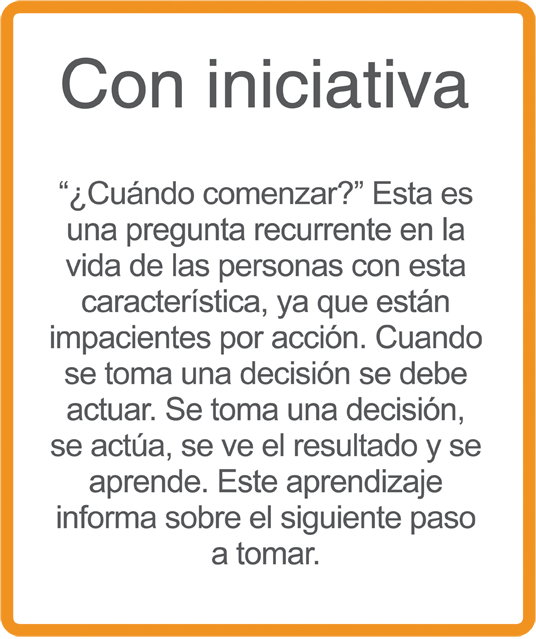 Con iniciativa
“¿Cuándo comenzar?” Esta es
una pregunta recurrente en la
vida de las personas con esta
característica, ya que están
impacientes por acción. Cuando
se toma una decisión se debe
actuar. Se toma una decisión,
se actúa, se ve el resultado y se
aprende. Este aprendizaje
informa sobre el siguiente paso
a tomar.